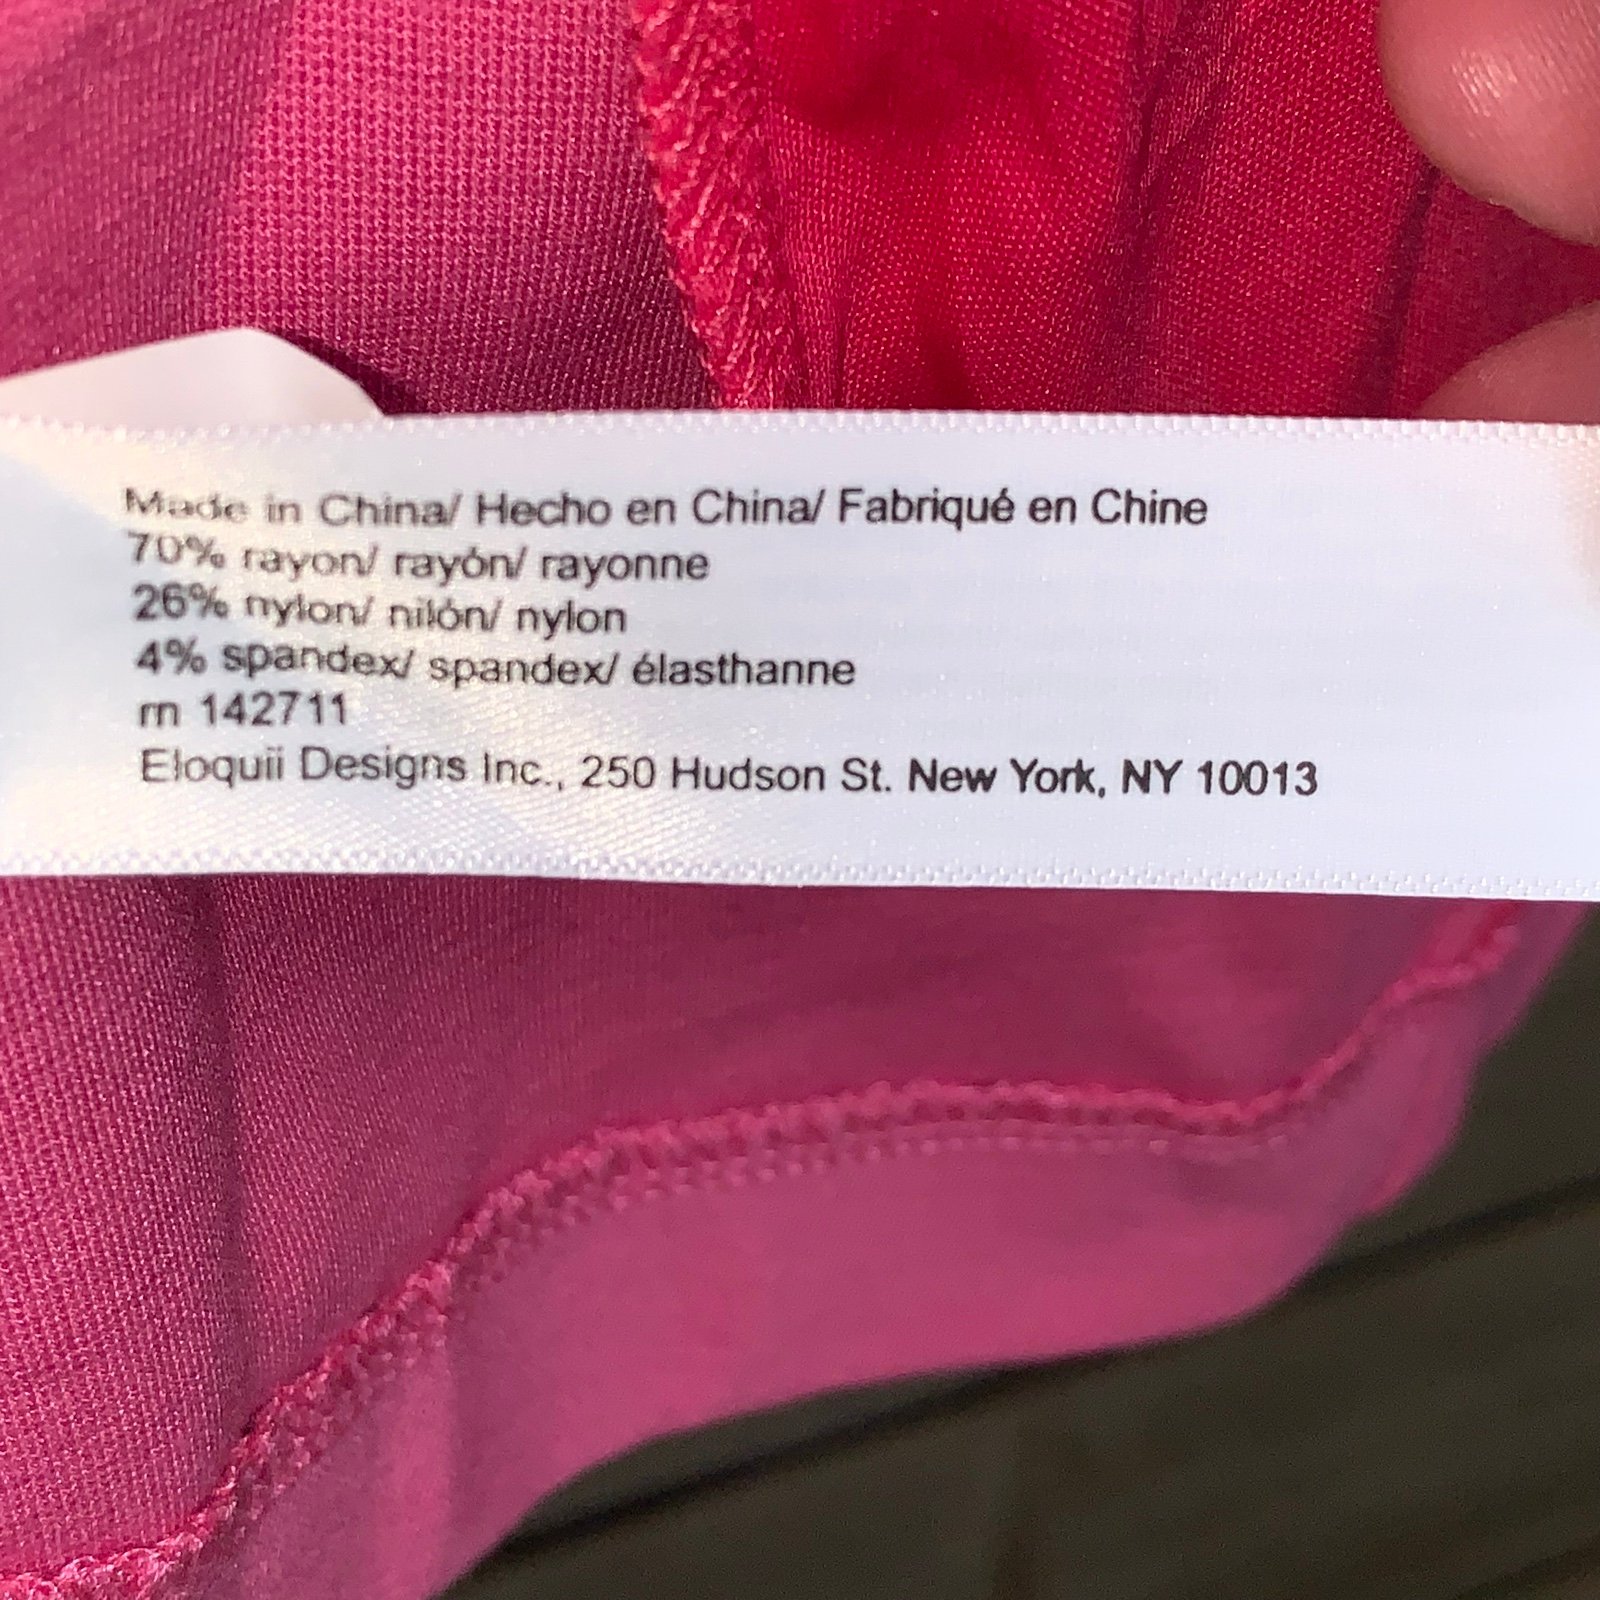 Made in China/ Hecho en China/ Fabriqué en Chine
70% rayon/ rayón/ rayonne
26% nylon/ nilón/ nylon
4% spandex/ spandex/ élasthanne
rn 142711
Eloquii Designs Inc., 250 Hudson St. New York, NY 10013